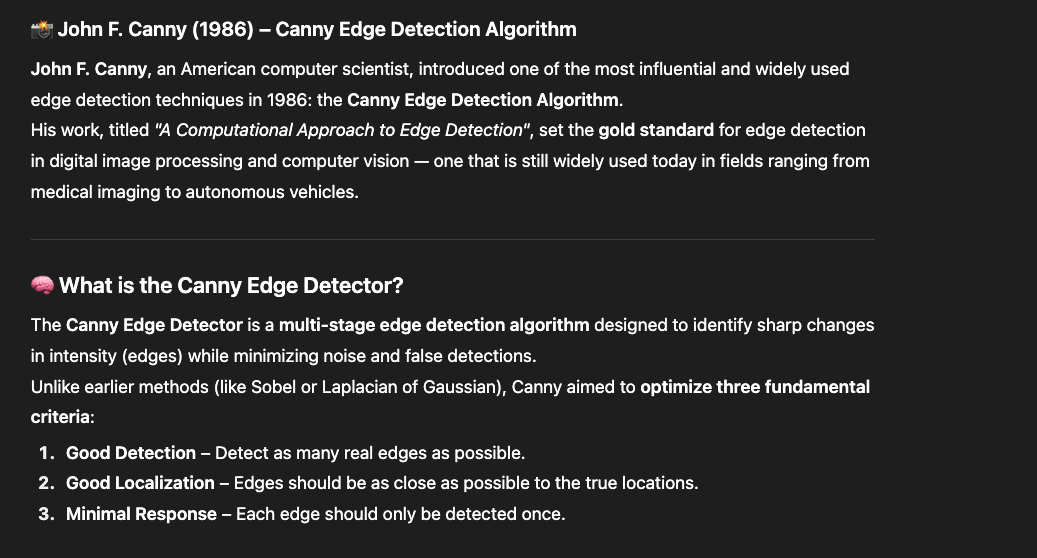 📸 John F. Canny (1986) – Canny Edge Detection Algorithm
John F. Canny, an American computer scientist, introduced one of the most influential and widely used
edge detection techniques in 1986: the Canny Edge Detection Algorithm.
His work, titled "A Computational Approach to Edge Detection", set the gold standard for edge detection
in digital image processing and computer vision — one that is still widely used today in fields ranging from
medical imaging to autonomous vehicles.
🧠 What is the Canny Edge Detector?
The Canny Edge Detector is a multi-stage edge detection algorithm designed to identify sharp changes
in intensity (edges) while minimizing noise and false detections.
Unlike earlier methods (like Sobel or Laplacian of Gaussian), Canny aimed to optimize three fundamental
criteria:
1. Good Detection – Detect as many real edges as possible.
2. Good Localization – Edges should be as close as possible to the true locations.
3. Minimal Response – Each edge should only be detected once.